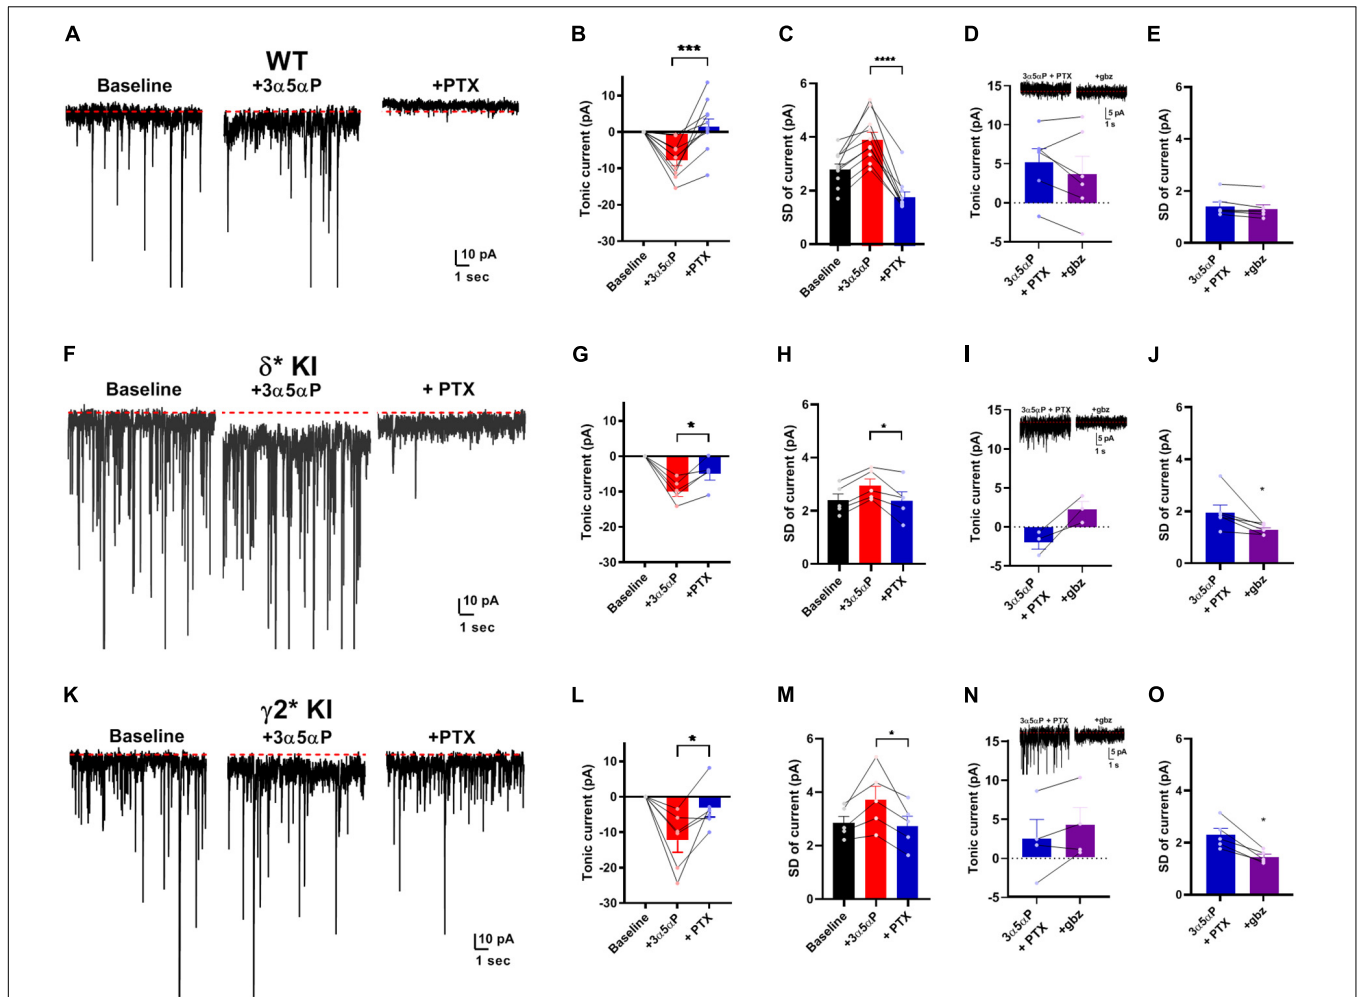 A
WT
Baseline
+3α5αP
+PTX
10 pA
1 sec
B
***
Tonic current (pA)
10
0
-10
-20
-30
Baseline
+3α5αP
+PTX
C
****
SD of current (pA)
6
4
2
0
Baseline
+3α5αP
+PTX
D
3α5αP + PTX
+gbz
5 pA
1 s
Tonic current (pA)
15
10
5
0
-5
3α5αP
+ PTX
+gbz
E
SD of current (pA)
6
4
2
0
3α5αP
+ PTX
+gbz
F
δ* KI
Baseline
+3α5αP
+ PTX
10 pA
1 sec
G
*
Tonic current (pA)
10
0
-10
-20
-30
Baseline
+3α5αP
+PTX
H
*
SD of current (pA)
6
4
2
0
Baseline
+3α5αP
+PTX
I
3α5αP + PTX
+gbz
5 pA
1 s
Tonic current (pA)
15
10
5
0
-5
3α5αP
+ PTX
+gbz
J
*
SD of current (pA)
6
4
2
0
3α5αP
+ PTX
+gbz
K
γ2* KI
Baseline
+3α5αP
+PTX
10 pA
1 sec
L
*
Tonic current (pA)
10
0
-10
-20
-30
Baseline
+3α5αP
+ PTX
M
*
SD of current (pA)
6
4
2
0
Baseline
+3α5αP
+ PTX
N
3α5αP + PTX
+gbz
5 pA
1 s
Tonic current (pA)
15
10
5
0
-5
3α5αP
+ PTX
+gbz
O
*
SD of current (pA)
6
4
2
0
3α5αP
+ PTX
+gbz